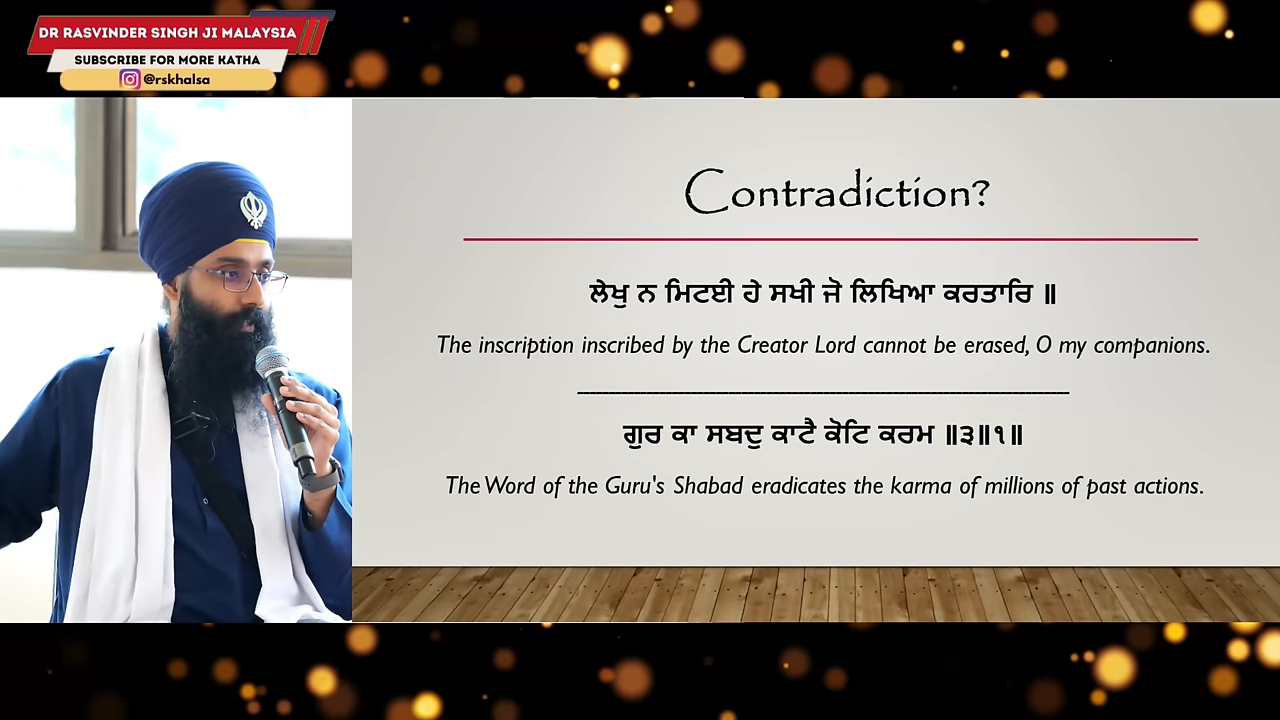 DR RASVINDER SINGH JI MALAYSIA
SUBSCRIBE FOR MORE KATHA
@rskhalsa
Contradiction?
ਲੇਖੁ ਨ ਮਿਟਈ ਹੇ ਸਖੀ ਜੋ ਲਿਖਿਆ ਕਰਤਾਰਿ ॥
The inscription inscribed by the Creator Lord cannot be erased, O my companions.
ਗੁਰ ਕਾ ਸਬਦੁ ਕਾਟੈ ਕੋਟਿ ਕਰਮ ॥੩॥੧॥
The Word of the Guru's Shabad eradicates the karma of millions of past actions.